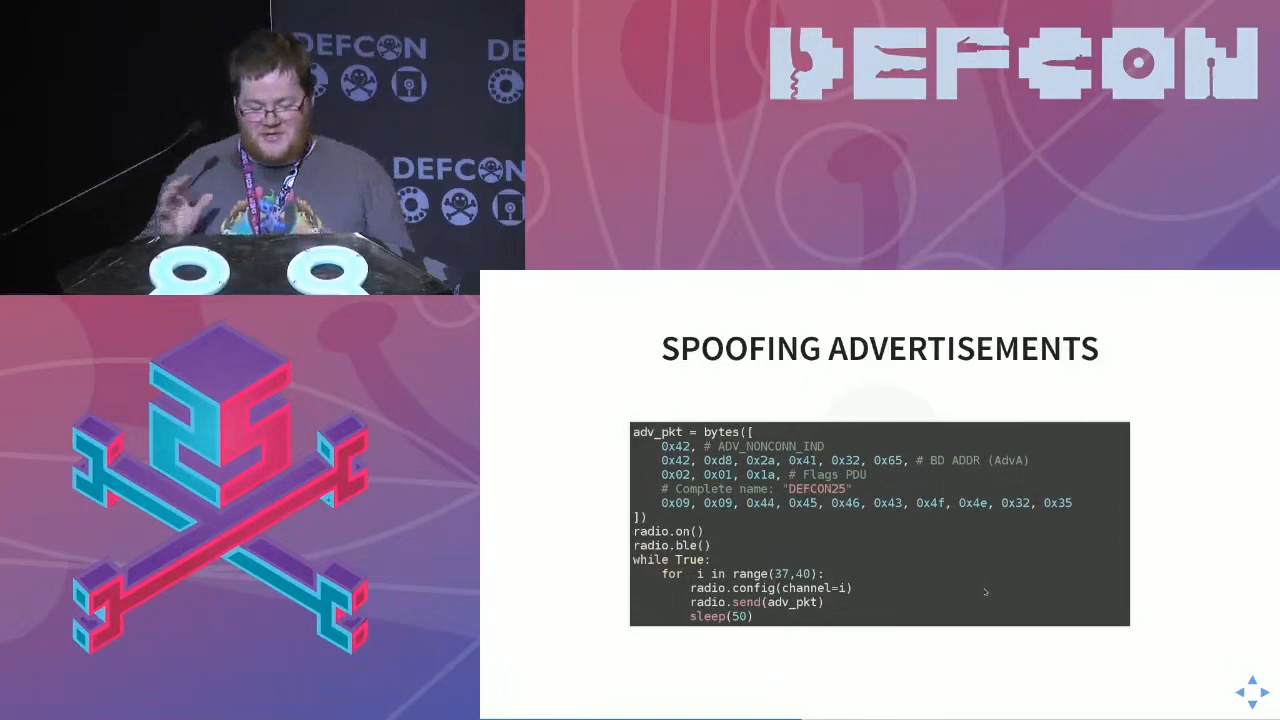 DEFCON
DE
DEFCON
DEFCON
25
SPOOFING ADVERTISEMENTS
adv_pkt = bytes([
0x42, # ADV_NONCONN_IND
0x42, 0xd8, 0x2a, 0x41, 0x32, 0x65, # BD ADDR (AdvA)
0x02, 0x01, 0x1a, # Flags PDU
# Complete name: "DEFCON25"
0x09, 0x09, 0x44, 0x45, 0x46, 0x43, 0x4f, 0x4e, 0x32, 0x35
])
radio.on()
radio.ble()
while True:
for i in range(37,40):
radio.config(channel=i)
radio.send(adv_pkt)
sleep(50)